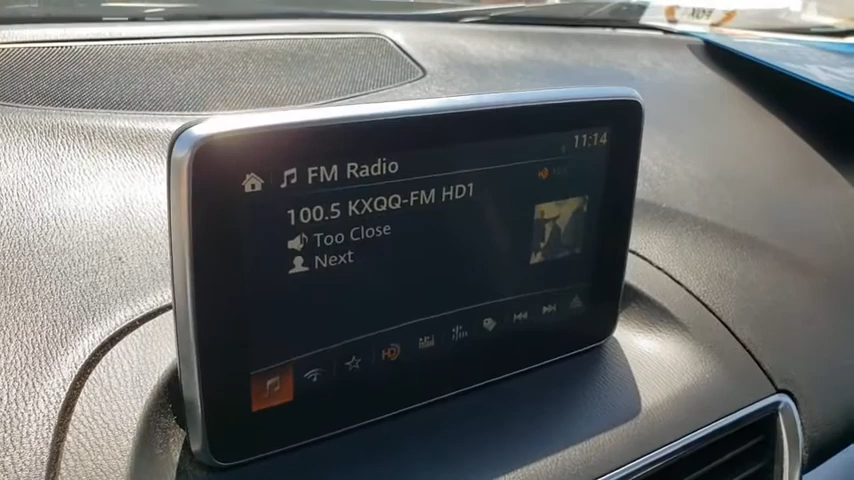 11:14
FM Radio
100.5 KXQQ-FM HD1
Too Close
Next